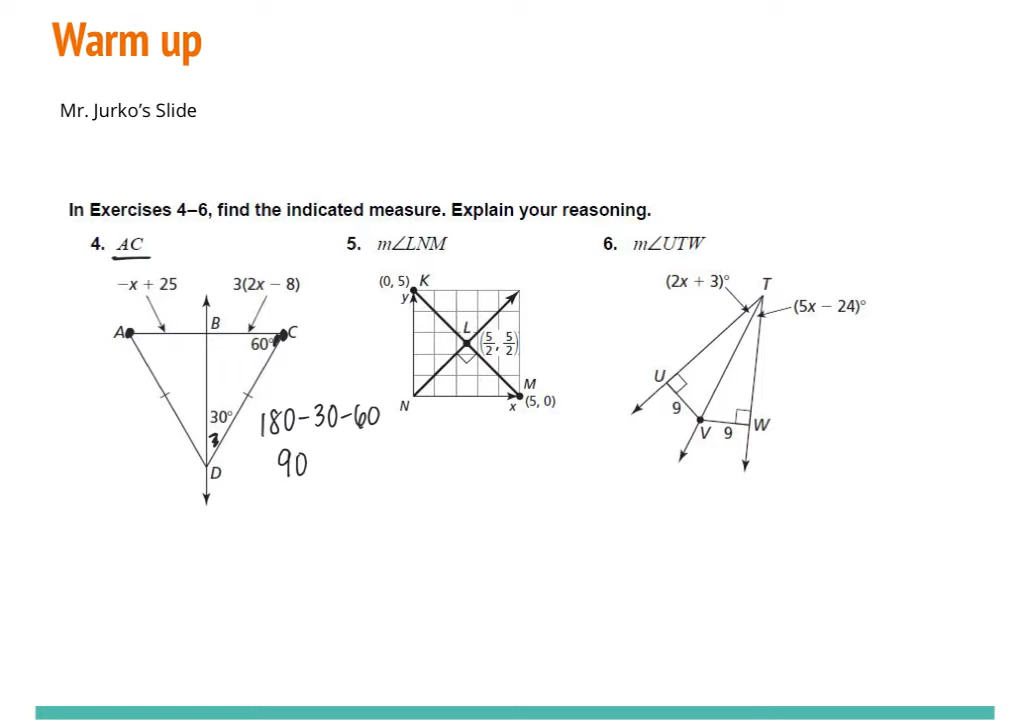 Warm up
Mr. Jurko's Slide
In Exercises 4–6, find the indicated measure. Explain your reasoning.
4. AC
−x + 25
3(2x − 8)
A
B
C
60°
30°
D
180-30-60
90
5. m∠LNM
(0, 5) K
y
L
(5/2, 5/2)
M
N
x (5, 0)
6. m∠UTW
(2x + 3)° T
(5x − 24)°
U
9
V 9 W